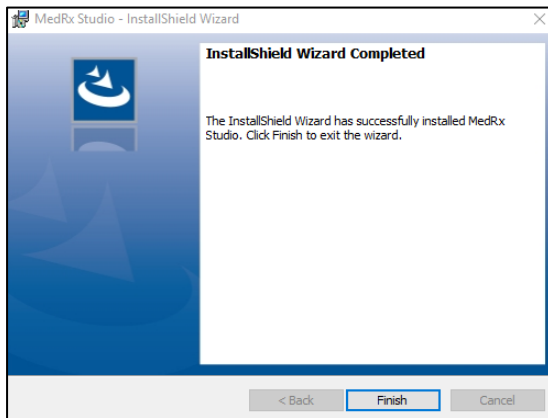 MedRx Studio - InstallShield Wizard
InstallShield Wizard Completed
The InstallShield Wizard has successfully installed MedRx
Studio. Click Finish to exit the wizard.
< Back
Finish
Cancel